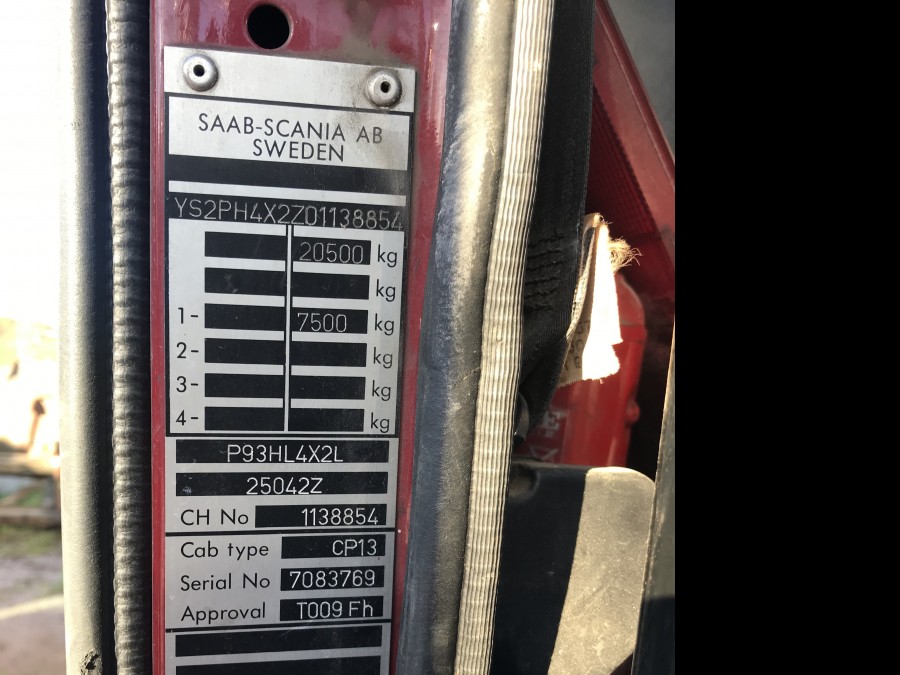 SAAB-SCANIA AB
SWEDEN
YS2PH4X2Z01138854
20500 kg
kg
1- 7500 kg
2- kg
3- kg
4- kg
P93HL4X2L
25042Z
CH No 1138854
Cab type CP13
Serial No 7083769
Approval T009 Fh